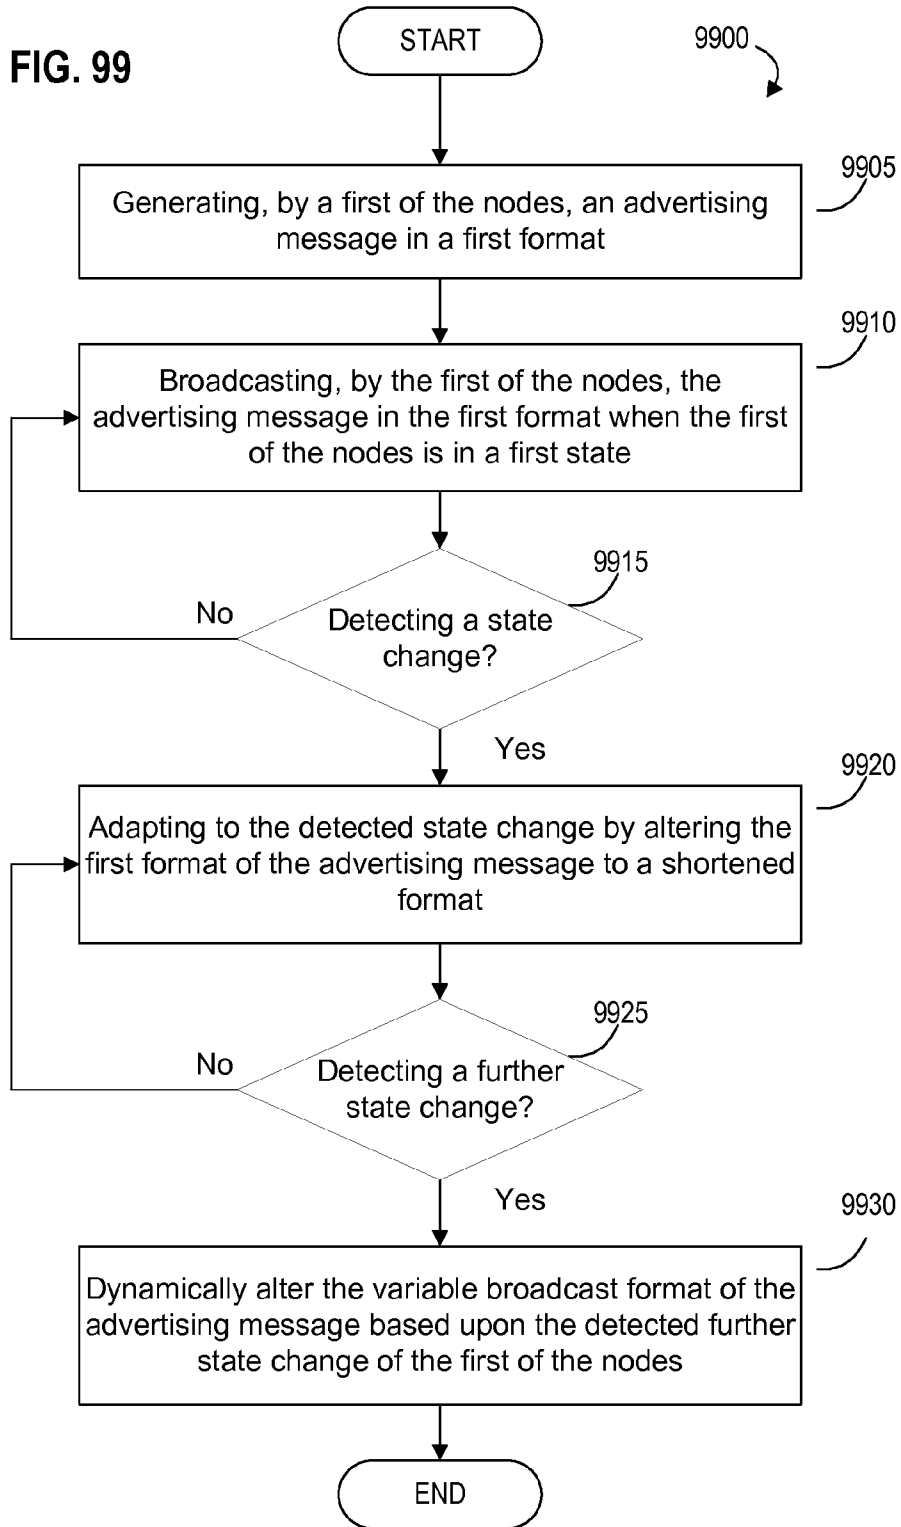 START
9900
FIG. 99
9905
Generating, by a first of the nodes, an advertising
message in a first format
9910
Broadcasting, by the first of the nodes, the
advertising message in the first format when the first
of the nodes is in a first state
9915
No
Detecting a state
change?
Yes
9920
Adapting to the detected state change by altering the
first format of the advertising message to a shortened
format
9925
No
Detecting a further
state change?
Yes
9930
Dynamically alter the variable broadcast format of the
advertising message based upon the detected further
state change of the first of the nodes
END